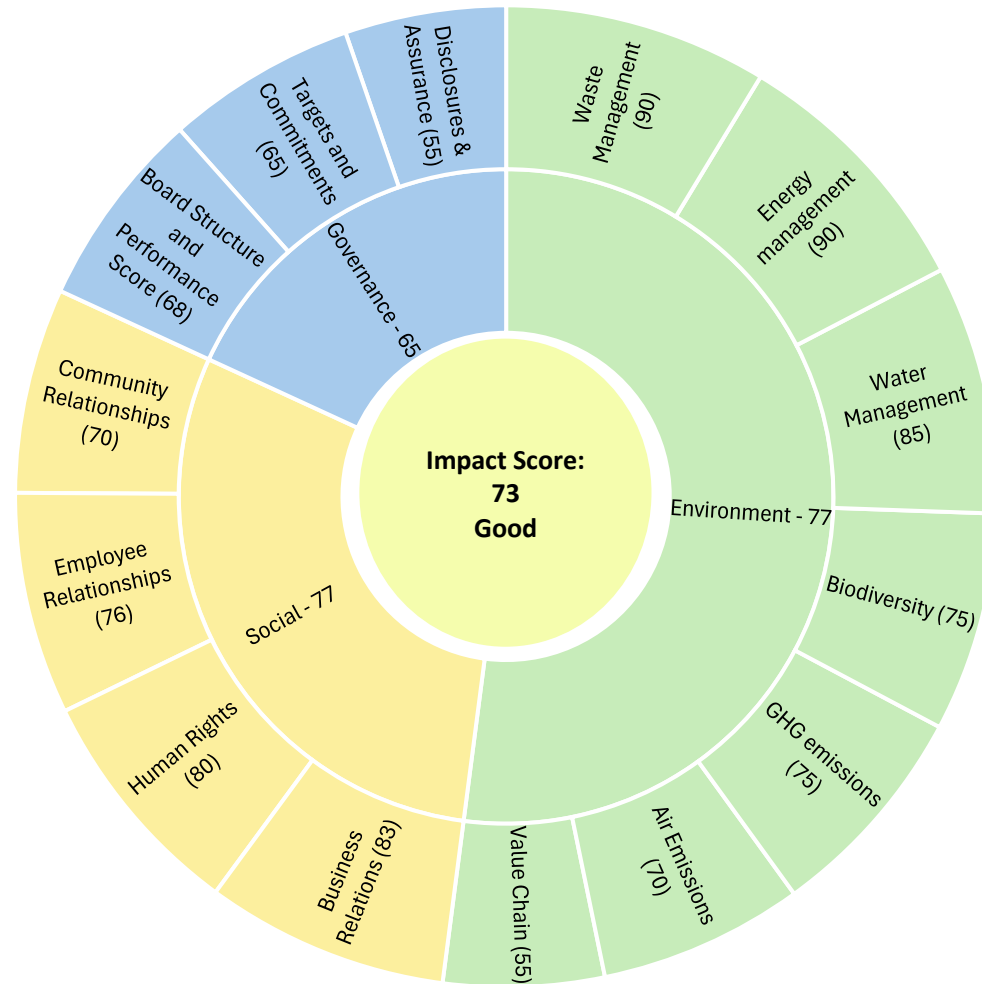 Disclosures &
Assurance (55)
Targets and
Commitments
(65)
Board Structure
and
Performance
Score (68)
Governance - 65
Waste
Management
(90)
Energy
management
(90)
Water
Management
(85)
Environment - 77
Biodiversity (75)
GHG emissions
(75)
Air Emissions
(70)
Value Chain (55)
Impact Score:
73
Good
Social - 77
Community
Relationships
(70)
Employee
Relationships
(76)
Human Rights
(80)
Business
Relations (83)